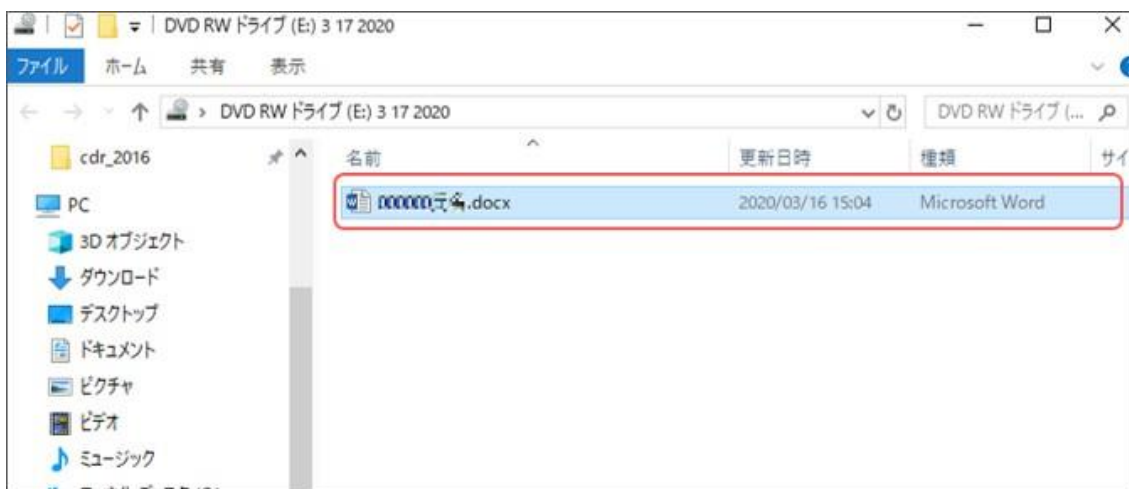 DVD RW ドライブ (E:) 3 17 2020
ファイル ホーム 共有 表示
DVD RW ドライブ (E:) 3 17 2020 DVD RW ドライブ (...
cdr_2016 名前 更新日時 種類 サイ
PC .docx 2020/03/16 15:04 Microsoft Word
3D オブジェクト
ダウンロード
デスクトップ
ドキュメント
ピクチャ
ビデオ
ミュージック